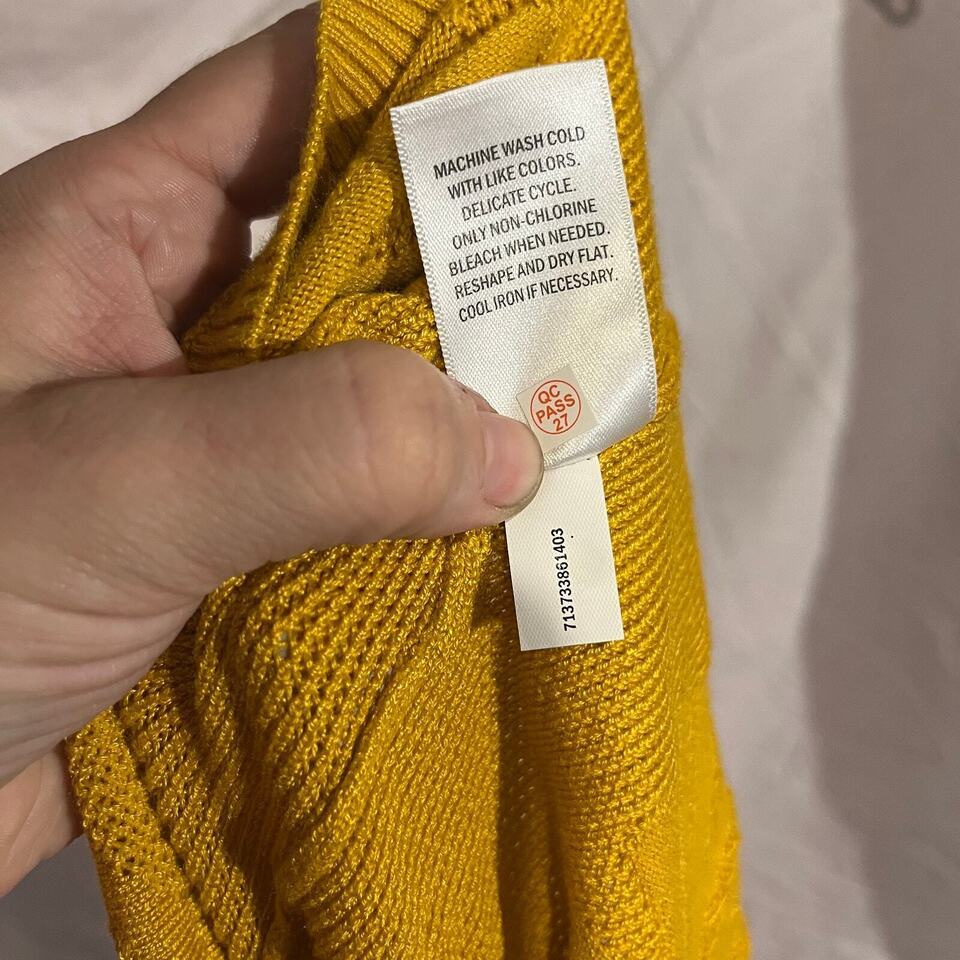 MACHINE WASH COLD
WITH LIKE COLORS.
DELICATE CYCLE.
ONLY NON-CHLORINE
BLEACH WHEN NEEDED.
RESHAPE AND DRY FLAT.
COOL IRON IF NECESSARY.
QC
PASS
27
713733861403